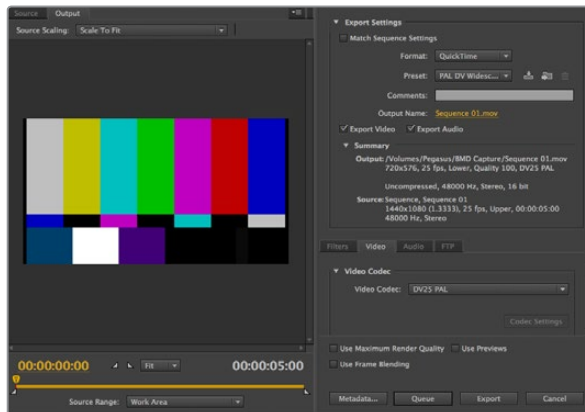 Source Output
Source Scaling: Scale To Fit
00:00:00:00 Fit 00:00:05:00
Source Range: Work Area
Export Settings
Match Sequence Settings
Format: QuickTime
Preset: PAL DV Widesc...
Comments:
Output Name: Sequence 01.mov
Export Video Export Audio
Summary
Output: /Volumes/Pegasus/BMD Capture/Sequence 01.mov
720x576, 25 fps, Lower, Quality 100, DV25 PAL
Uncompressed, 48000 Hz, Stereo, 16 bit
Source: Sequence, Sequence 01
1440x1080 (1.3333), 25 fps, Upper, 00:00:05:00
48000 Hz, Stereo
Filters Video Audio FTP
Video Codec
Video Codec: DV25 PAL
Codec Settings
Use Maximum Render Quality Use Previews
Use Frame Blending
Metadata... Queue Export Cancel